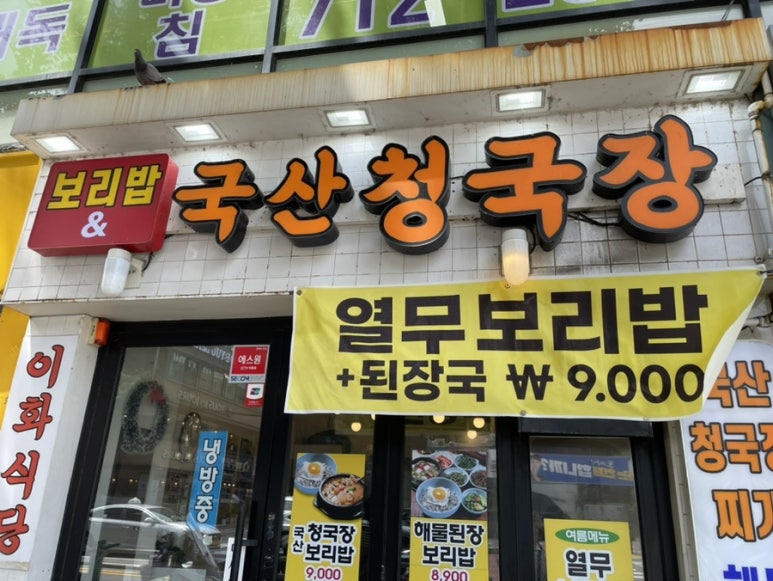 침
712
보리밥
&
국산청국장
열무보리밥
+된장국 ₩ 9.000
이화식당
에스원
SECOM
냉방중
국산
청국장
보리밥
9,000
해물된장
보리밥
8,900
여름메뉴
열무
국산
청국장
찌개